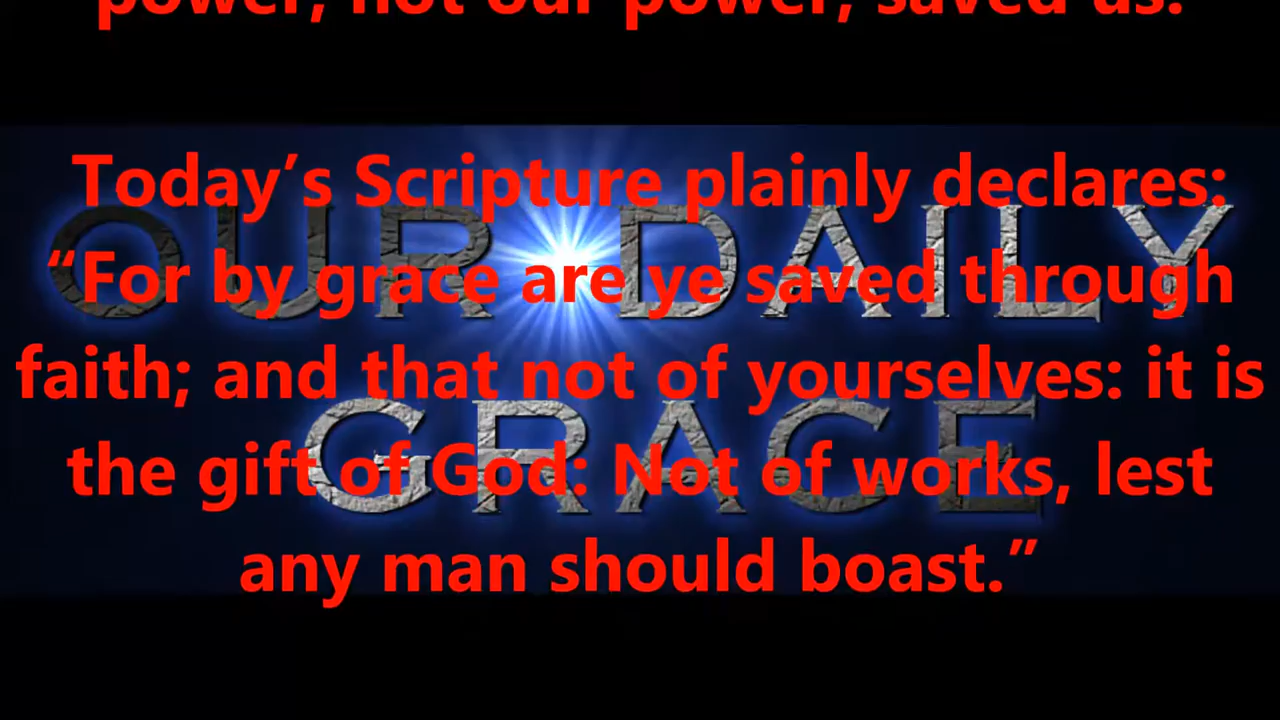 power, not our power, saved us.
Today’s Scripture plainly declares:
“For by grace are ye saved through
faith; and that not of yourselves: it is
the gift of God: Not of works, lest
any man should boast.”
OUR DAILY
GRACE